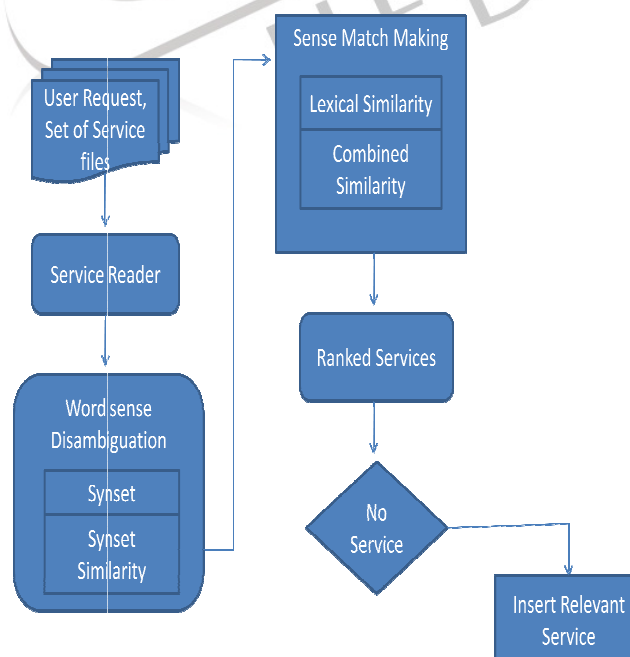 User Request,
Set of Service
files
Service Reader
Word sense
Disambiguation
Synset
Synset
Similarity
Sense Match Making
Lexical Similarity
Combined
Similarity
Ranked Services
No
Service
Insert Relevant
Service